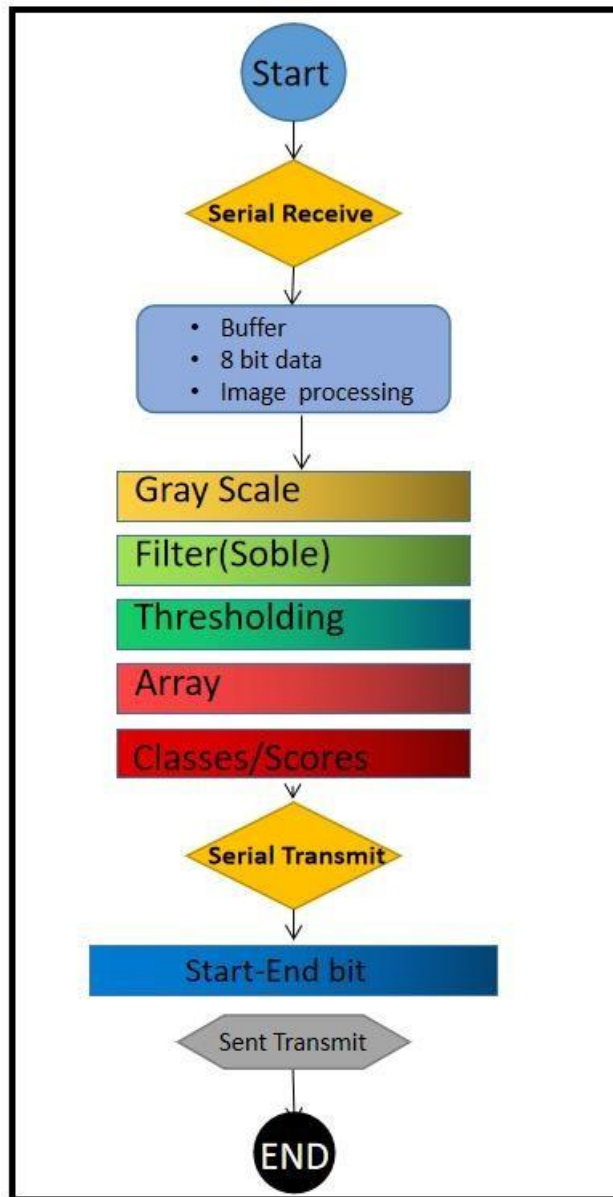 Start
Serial Receive
• Buffer
• 8 bit data
• Image processing
Gray Scale
Filter(Soble)
Thresholding
Array
Classes/Scores
Serial Transmit
Start-End bit
Sent Transmit
END